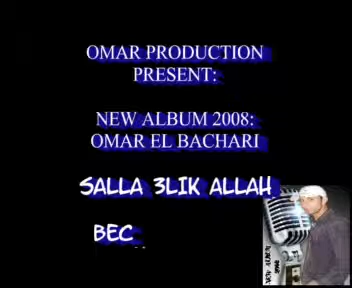 OMAR PRODUCTION
PRESENT:
NEW ALBUM 2008:
OMAR EL BACHARI
SALLA 3LIK ALLAH
BEC